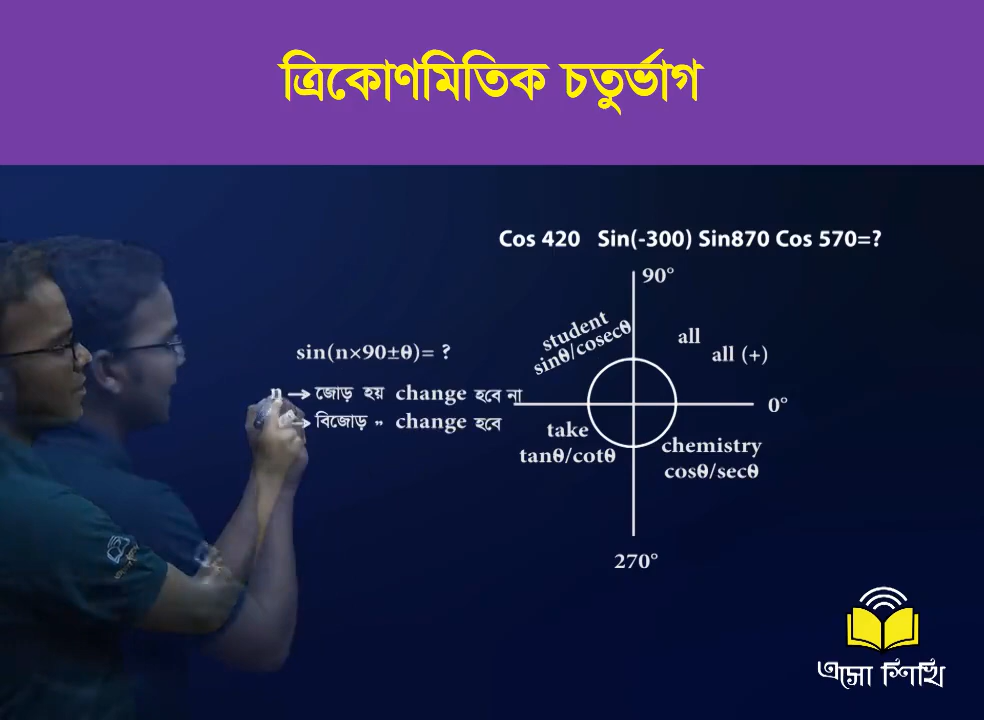 ত্রিকোণমিতিক চতুর্ভাগ
Cos 420 Sin(-300) Sin870 Cos 570=?
90°
student
sinθ/cosecθ
all
all (+)
sin(n×90±θ)= ?
n → জোড় হয় change হবে না
→ বিজোড় " change হবে
0°
take
tanθ/cotθ
chemistry
cosθ/secθ
270°
এসো শিখি